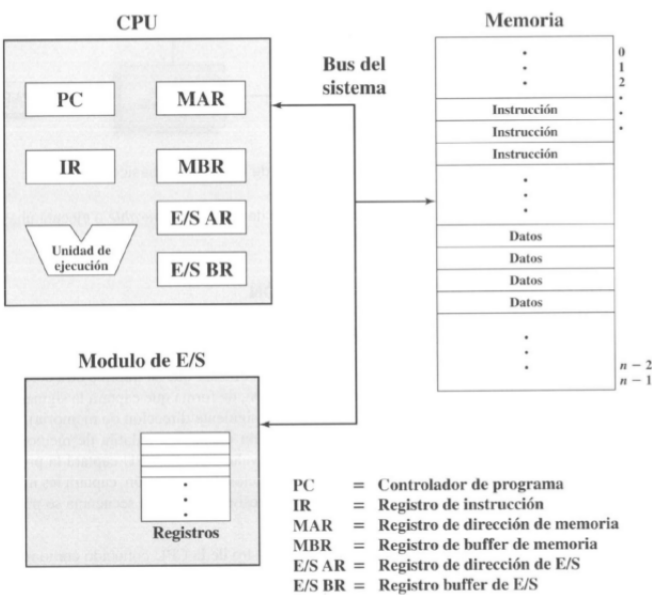 CPU
PC
MAR
IR
MBR
Unidad de
ejecución
E/S AR
E/S BR
Bus del
sistema
Memoria
0
1
2
Instrucción
Instrucción
Instrucción
Datos
Datos
Datos
Datos
n − 2
n − 1
Modulo de E/S
Registros
PC = Controlador de programa
IR = Registro de instrucción
MAR = Registro de dirección de memoria
MBR = Registro de buffer de memoria
E/S AR = Registro de dirección de E/S
E/S BR = Registro buffer de E/S